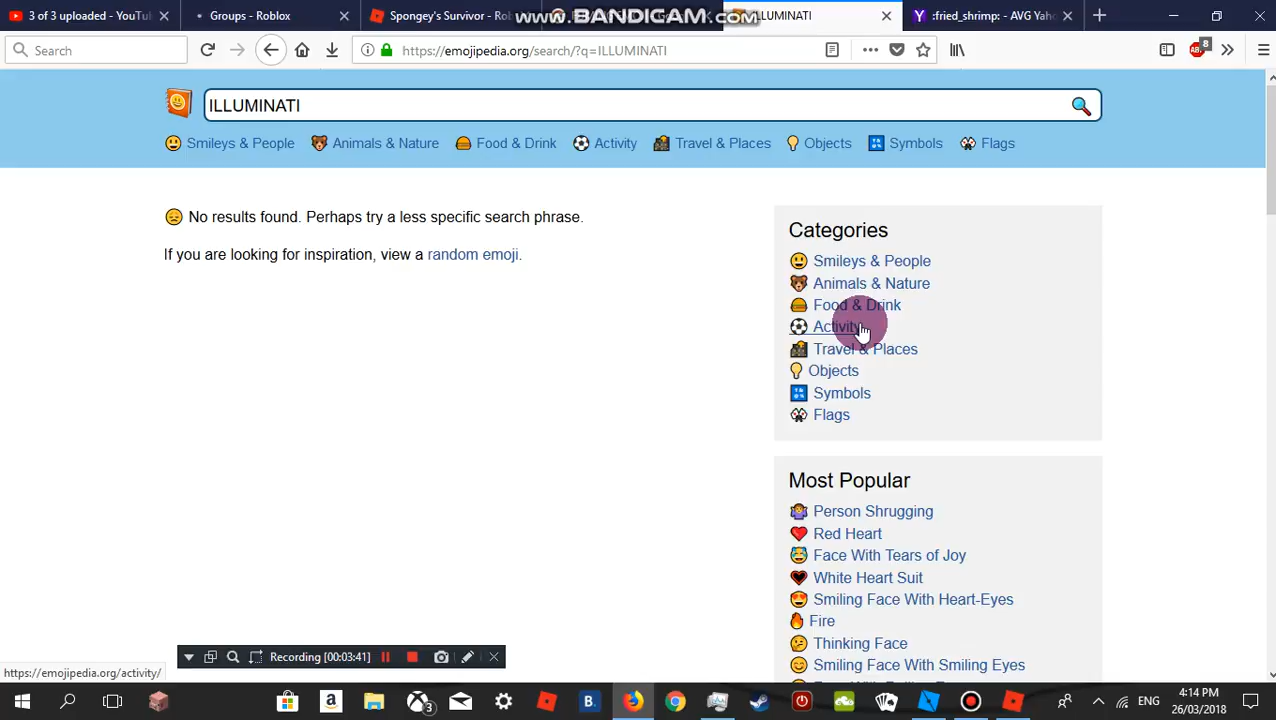 3 of 3 uploaded - YouTu
Groups - Roblox
Spongey's Survivor - Rob
www.BANDICAM.com
ILLUMINATI
:fried_shrimp: - AVG Yaho
Search
https://emojipedia.org/search/?q=ILLUMINATI
8
ILLUMINATI
Smileys & People
Animals & Nature
Food & Drink
Activity
Travel & Places
Objects
Symbols
Flags
No results found. Perhaps try a less specific search phrase.
If you are looking for inspiration, view a random emoji.
Categories
Smileys & People
Animals & Nature
Food & Drink
Activity
Travel & Places
Objects
Symbols
Flags
Most Popular
Person Shrugging
Red Heart
Face With Tears of Joy
White Heart Suit
Smiling Face With Heart-Eyes
Fire
Thinking Face
Smiling Face With Smiling Eyes
Recording [00:03:41]
https://emojipedia.org/activity/
ENG
4:14 PM
26/03/2018